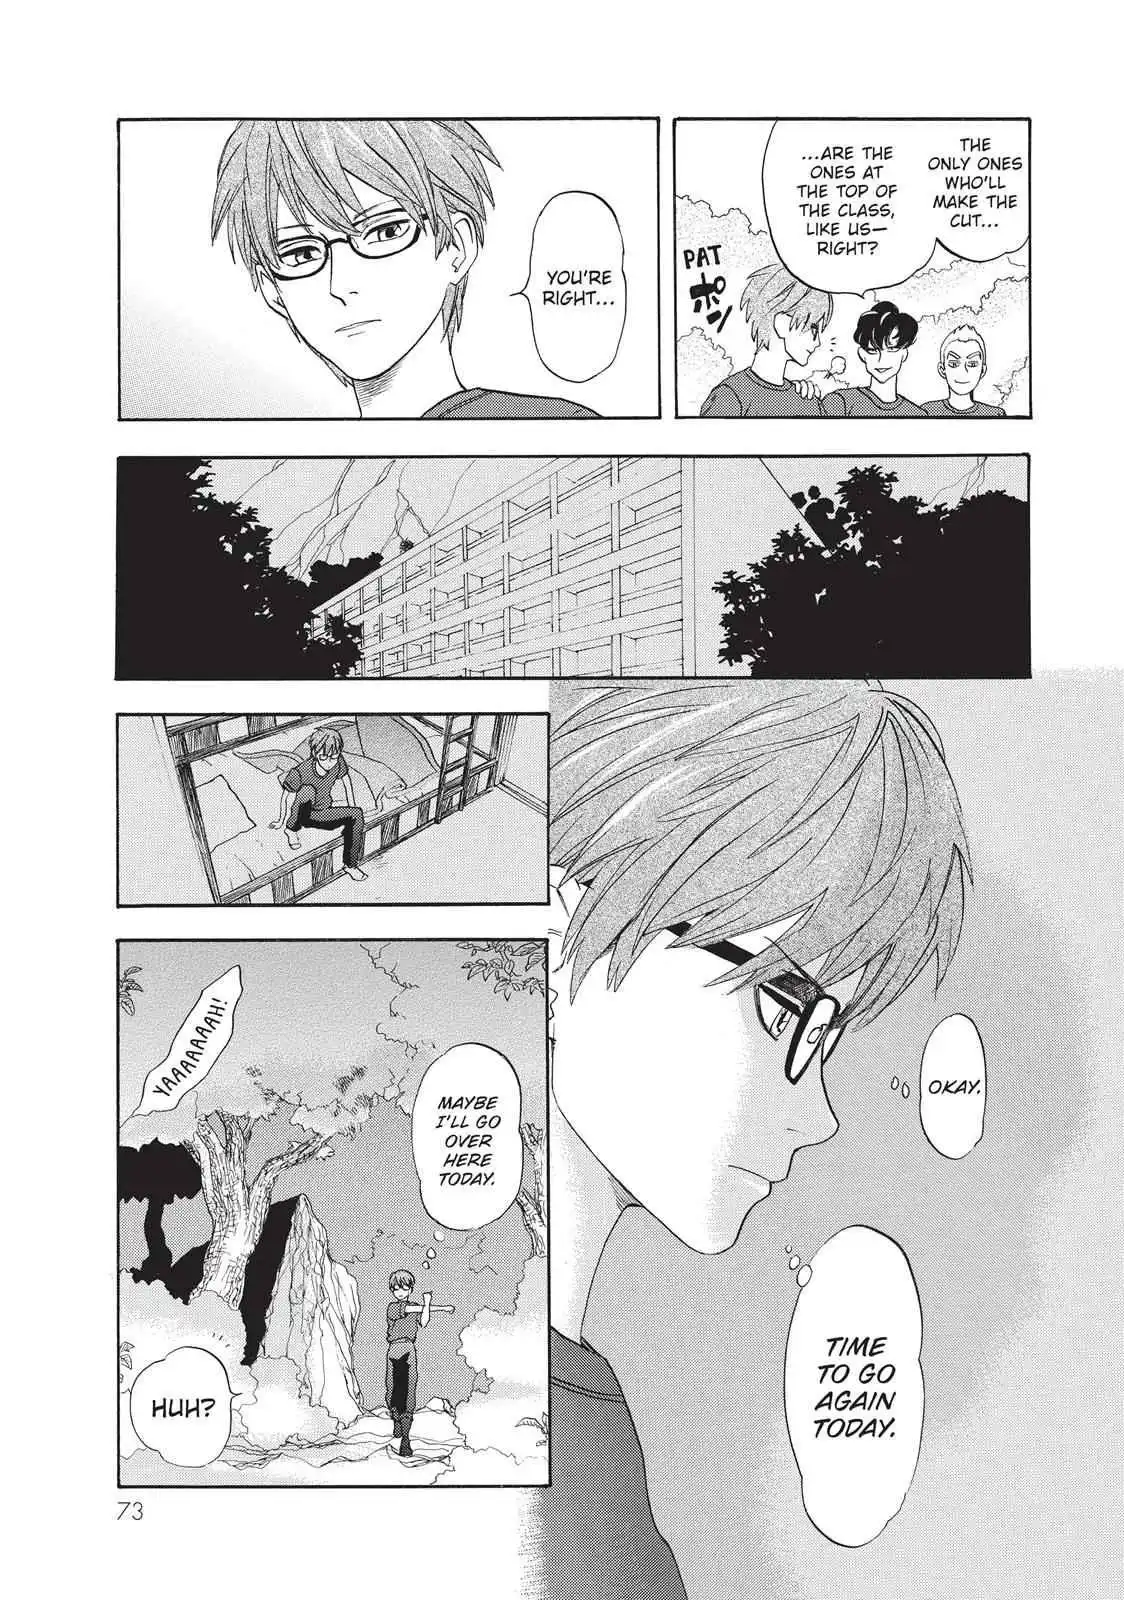 THE
ONLY ONES
WHO'LL
MAKE THE
CUT...
...ARE THE
ONES AT
THE TOP OF
THE CLASS,
LIKE US—
RIGHT?
PAT
ポン
YOU'RE
RIGHT...
OKAY.
TIME
TO GO
AGAIN
TODAY.
YAAAAAAAH!
MAYBE
I'LL GO
OVER
HERE
TODAY.
HUH?
73